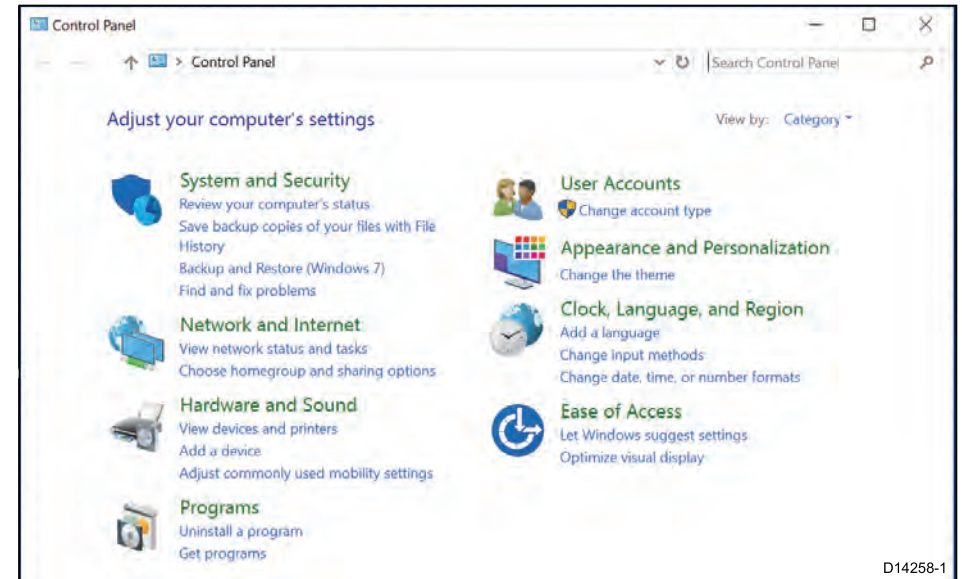 Control Panel
Control Panel
Search Control Panel
Adjust your computer's settings
View by: Category
System and Security
Review your computer's status
Save backup copies of your files with File
History
Backup and Restore (Windows 7)
Find and fix problems
Network and Internet
View network status and tasks
Choose homegroup and sharing options
Hardware and Sound
View devices and printers
Add a device
Adjust commonly used mobility settings
Programs
Uninstall a program
Get programs
User Accounts
Change account type
Appearance and Personalization
Change the theme
Clock, Language, and Region
Add a language
Change input methods
Change date, time, or number formats
Ease of Access
Let Windows suggest settings
Optimize visual display
D14258-1